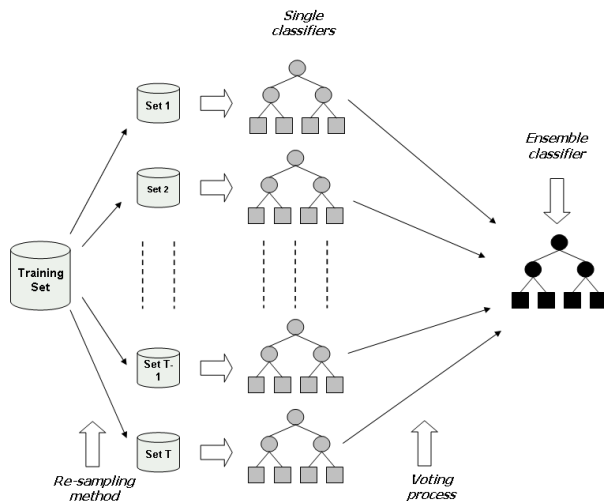 Single
classifiers
Set 1
Set 2
Ensemble
classifier
Training
Set
Set T-
1
Set T
Re-sampling
method
Voting
process